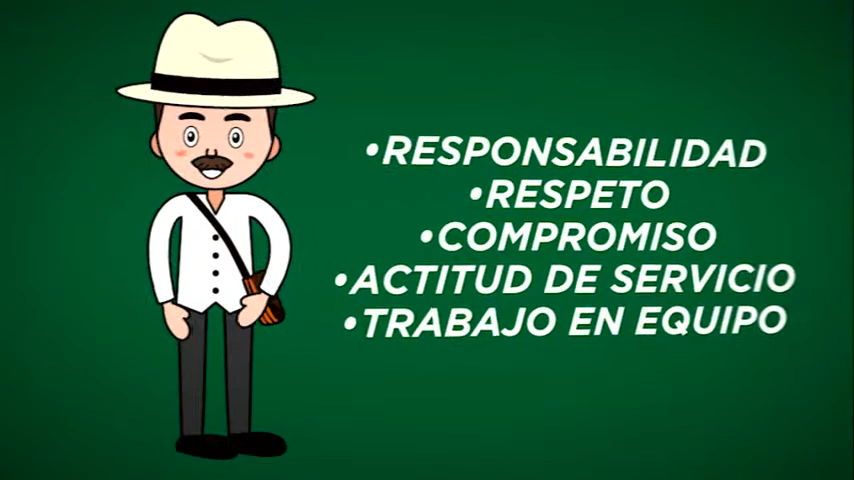 •RESPONSABILIDAD
•RESPETO
•COMPROMISO
•ACTITUD DE SERVICIO
•TRABAJO EN EQUIPO